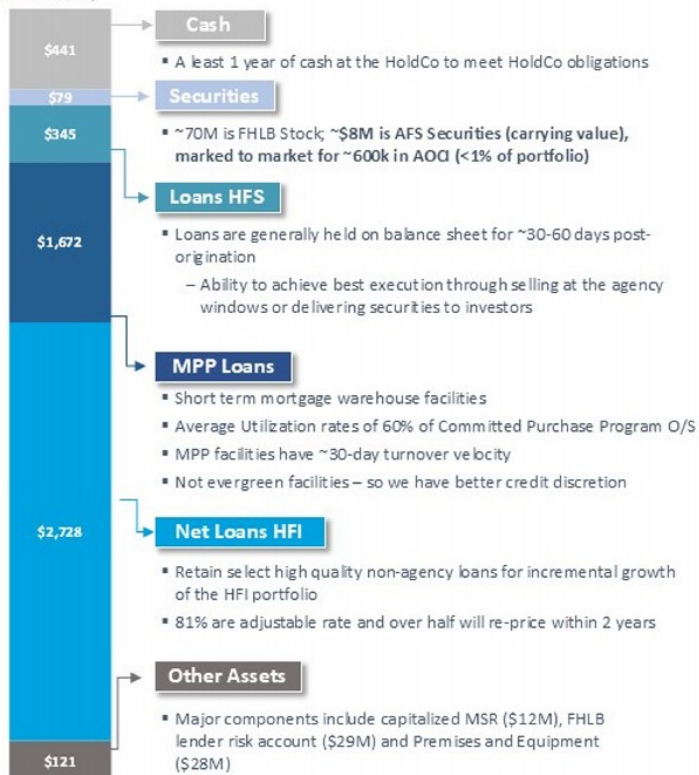 $441
Cash
▪ A least 1 year of cash at the HoldCo to meet HoldCo obligations
$79
Securities
$345
▪ ~70M is FHLB Stock; ~$8M is AFS Securities (carrying value),
marked to market for ~600k in AOCI (<1% of portfolio)
Loans HFS
$1,672
▪ Loans are generally held on balance sheet for ~30-60 days post-
origination
– Ability to achieve best execution through selling at the agency
windows or delivering securities to investors
MPP Loans
▪ Short term mortgage warehouse facilities
▪ Average Utilization rates of 60% of Committed Purchase Program O/S
▪ MPP facilities have ~30-day turnover velocity
▪ Not evergreen facilities – so we have better credit discretion
$2,728
Net Loans HFI
▪ Retain select high quality non-agency loans for incremental growth
of the HFI portfolio
▪ 81% are adjustable rate and over half will re-price within 2 years
Other Assets
▪ Major components include capitalized MSR ($12M), FHLB
lender risk account ($29M) and Premises and Equipment
($28M)
$121